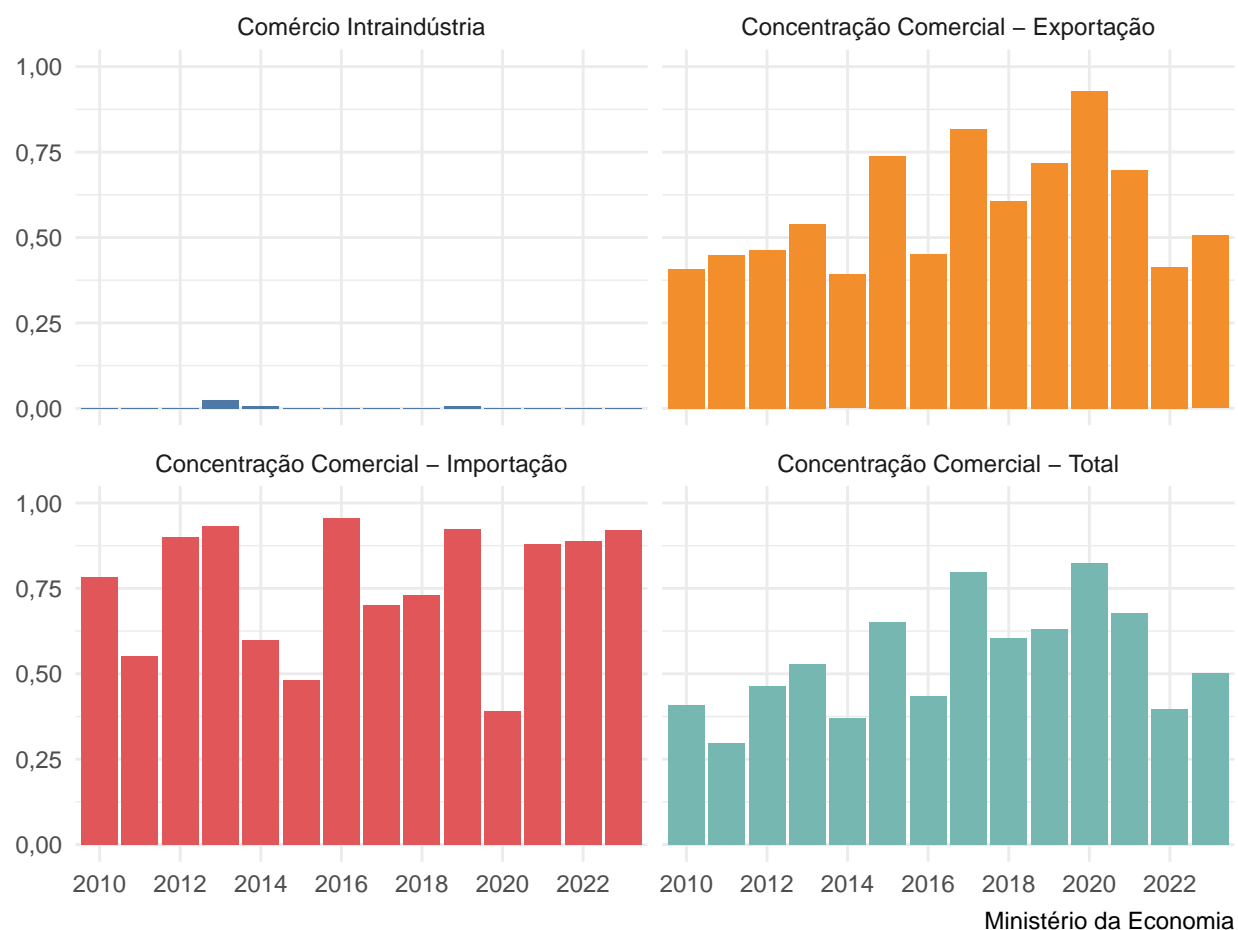 Comércio Intraindústria
Concentração Comercial – Exportação
1,00
0,75
0,50
0,25
0,00
Concentração Comercial – Importação
Concentração Comercial – Total
1,00
0,75
0,50
0,25
0,00
2010 2012 2014 2016 2018 2020 2022
2010 2012 2014 2016 2018 2020 2022
Ministério da Economia